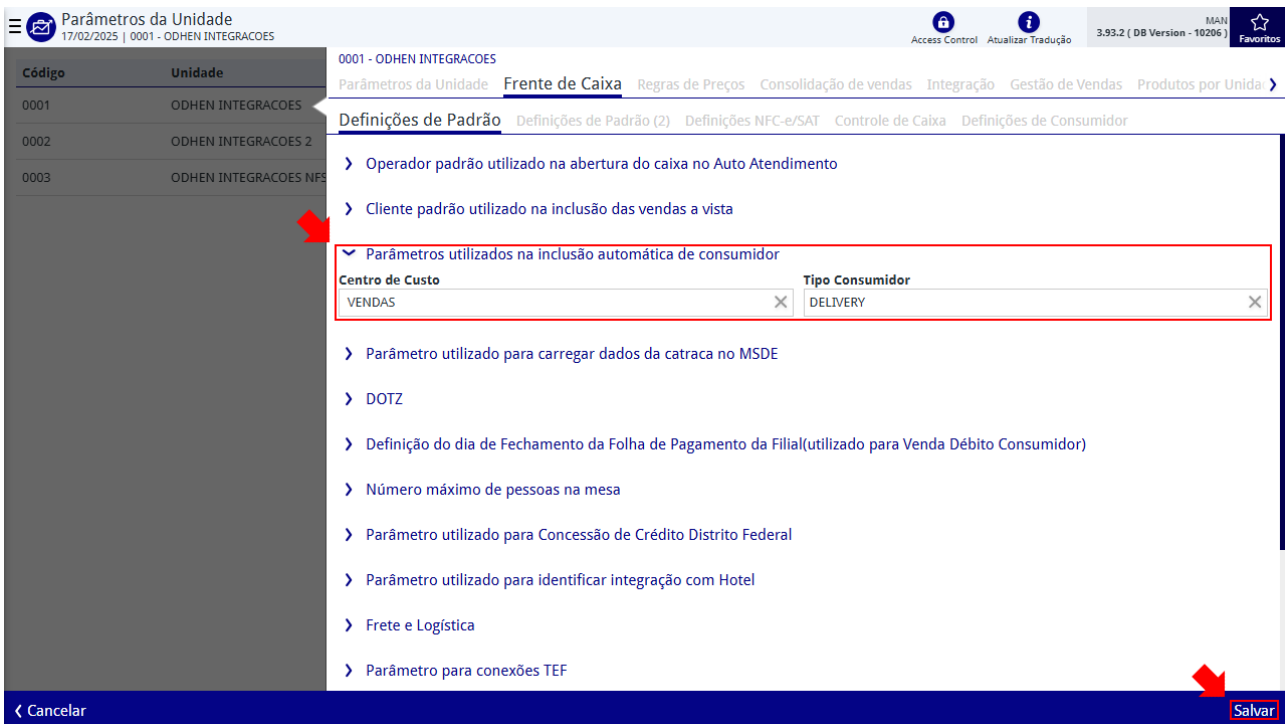 Parâmetros da Unidade
17/02/2025 | 0001 - ODHEN INTEGRACOES
Access Control
Atualizar Tradução
MAN
3.93.2 ( DB Version - 10206 )
Favoritos
Código Unidade
0001 ODHEN INTEGRACOES
0002 ODHEN INTEGRACOES 2
0003 ODHEN INTEGRACOES NFS
0001 - ODHEN INTEGRACOES
Parâmetros da Unidade Frente de Caixa Regras de Preços Consolidação de vendas Integração Gestão de Vendas Produtos por Unida
Definições de Padrão Definições de Padrão (2) Definições NFC-e/SAT Controle de Caixa Definições de Consumidor
Operador padrão utilizado na abertura do caixa no Auto Atendimento
Cliente padrão utilizado na inclusão das vendas a vista
Parâmetros utilizados na inclusão automática de consumidor
Centro de Custo Tipo Consumidor
VENDAS DELIVERY
Parâmetro utilizado para carregar dados da catraca no MSDE
DOTZ
Definição do dia de Fechamento da Folha de Pagamento da Filial(utilizado para Venda Débito Consumidor)
Número máximo de pessoas na mesa
Parâmetro utilizado para Concessão de Crédito Distrito Federal
Parâmetro utilizado para identificar integração com Hotel
Frete e Logística
Parâmetro para conexões TEF
Cancelar Salvar